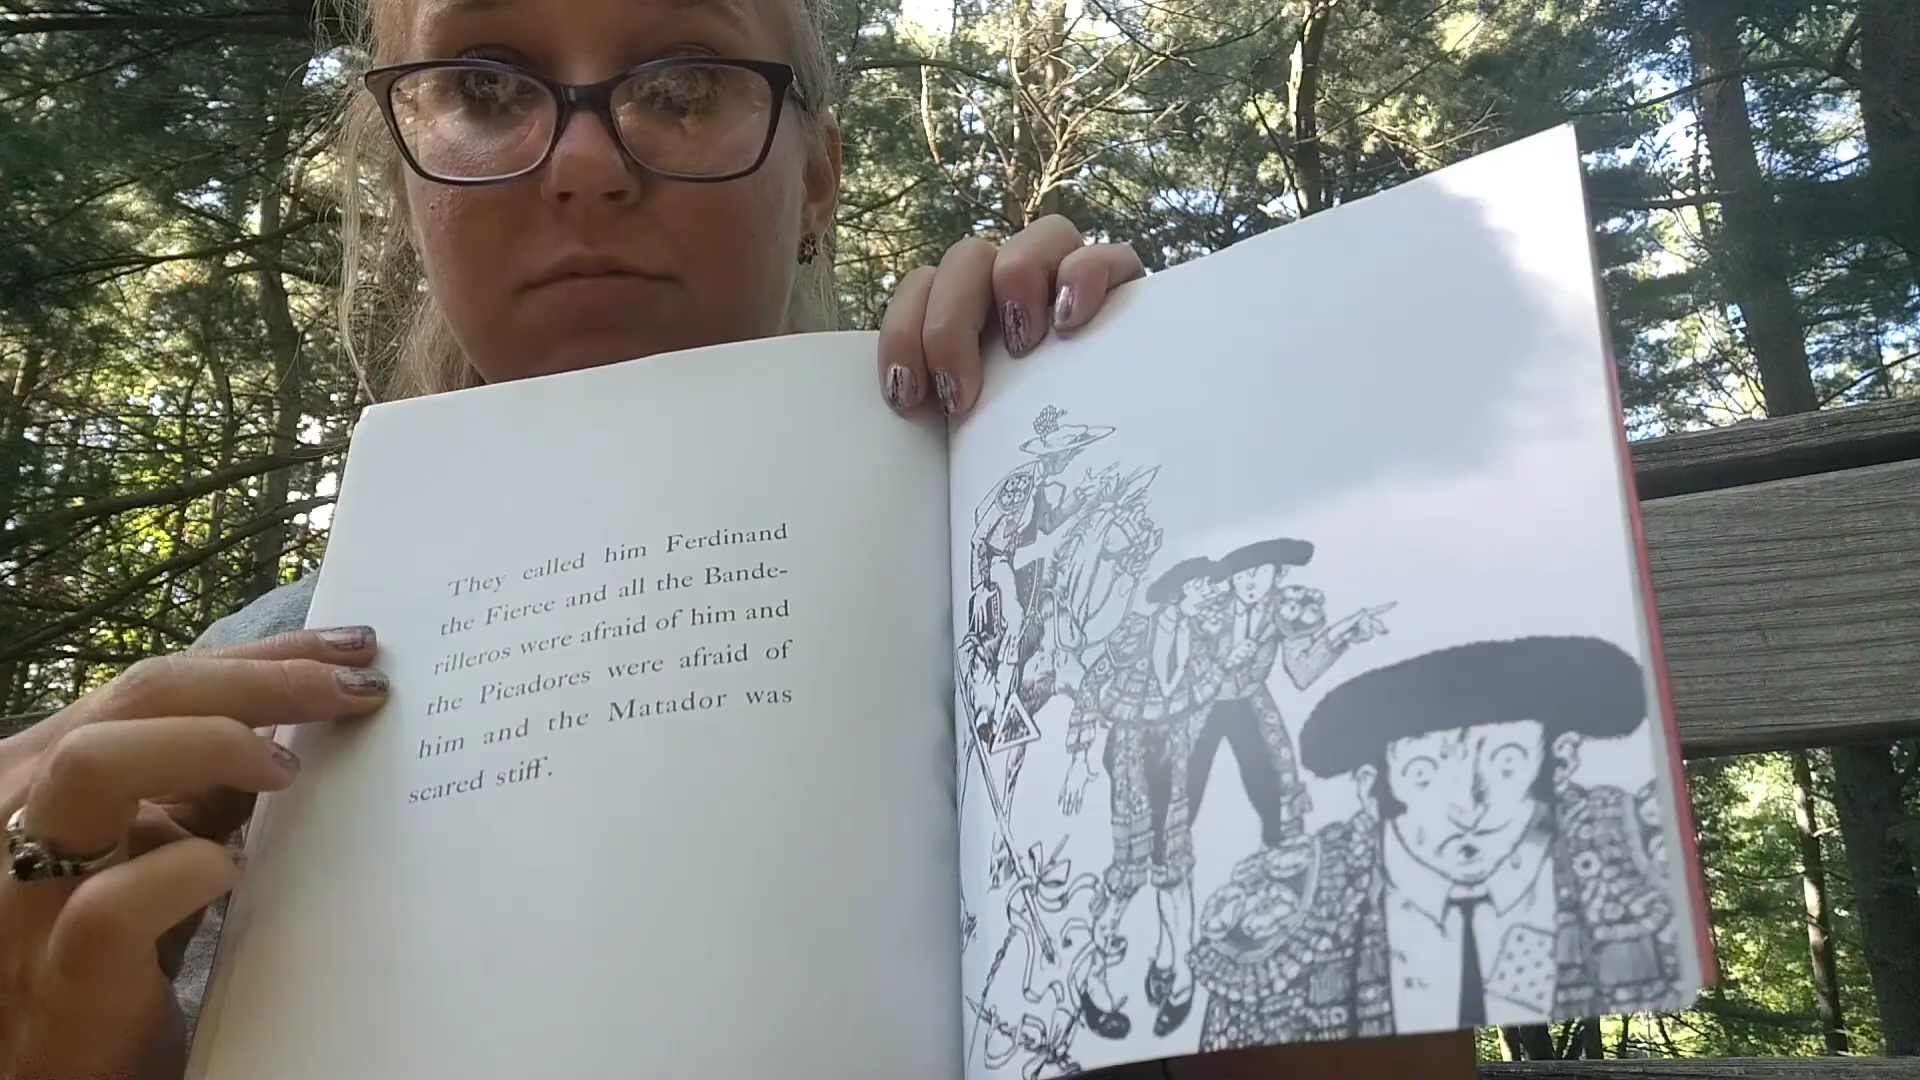 They called him Ferdinand
the Fierce and all the Bande-
rilleros were afraid of him and
the Picadores were afraid of
him and the Matador was
scared stiff.
RL